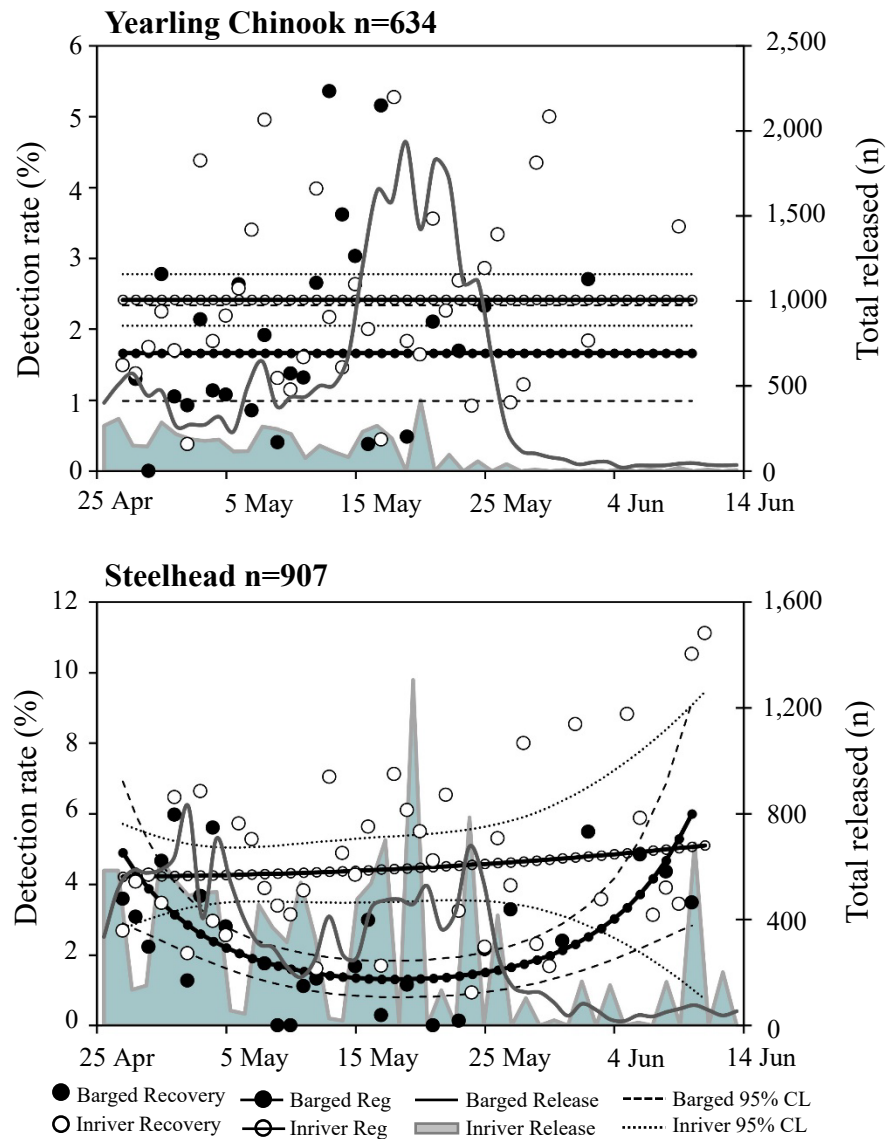 Yearling Chinook n=634
6
5
4
3
2
1
0
Detection rate (%)
2,500
2,000
1,500
1,000
500
0
Total released (n)
25 Apr 5 May 15 May 25 May 4 Jun 14 Jun
Steelhead n=907
12
10
8
6
4
2
0
Detection rate (%)
1,600
1,200
800
400
0
Total released (n)
25 Apr 5 May 15 May 25 May 4 Jun 14 Jun
Barged Recovery Barged Reg Barged Release Barged 95% CL
Inriver Recovery Inriver Reg Inriver Release Inriver 95% CL